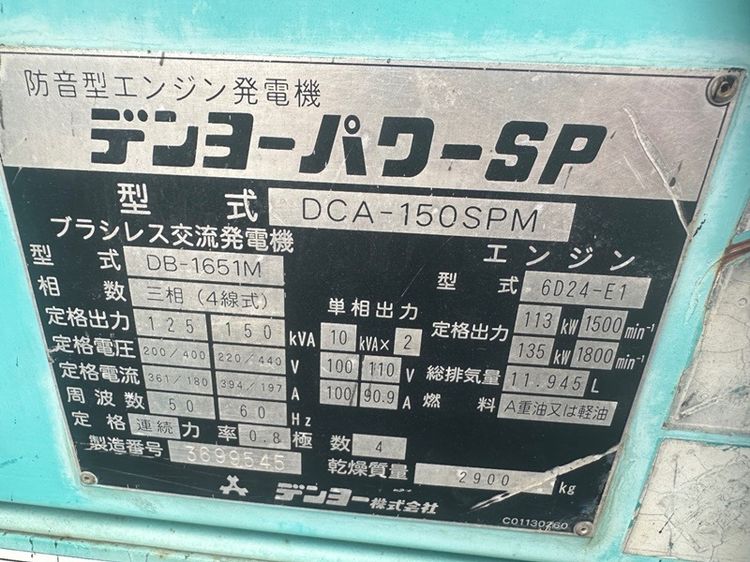 防音型エンジン発電機
デンヨーパワーSP
型式 DCA-150SPM
ブラシレス交流発電機
型式 DB-1651M
相数 三相(4線式)
定格出力 125 150 kVA
定格電圧 200/400 220/440 V
定格電流 361/180 394/197 A
周波数 50 60 Hz
定格 連続 力率 0.8 極数 4
製造番号 3699545
単相出力
10 kVA×2
100 110 V
100 90.9 A
エンジン
型式 6D24-E1
定格出力 113 kW 1500 min⁻¹
135 kW 1800 min⁻¹
総排気量 11.945 L
燃料 A重油又は軽油
乾燥質量 2900 kg
デンヨー株式会社
C01130260